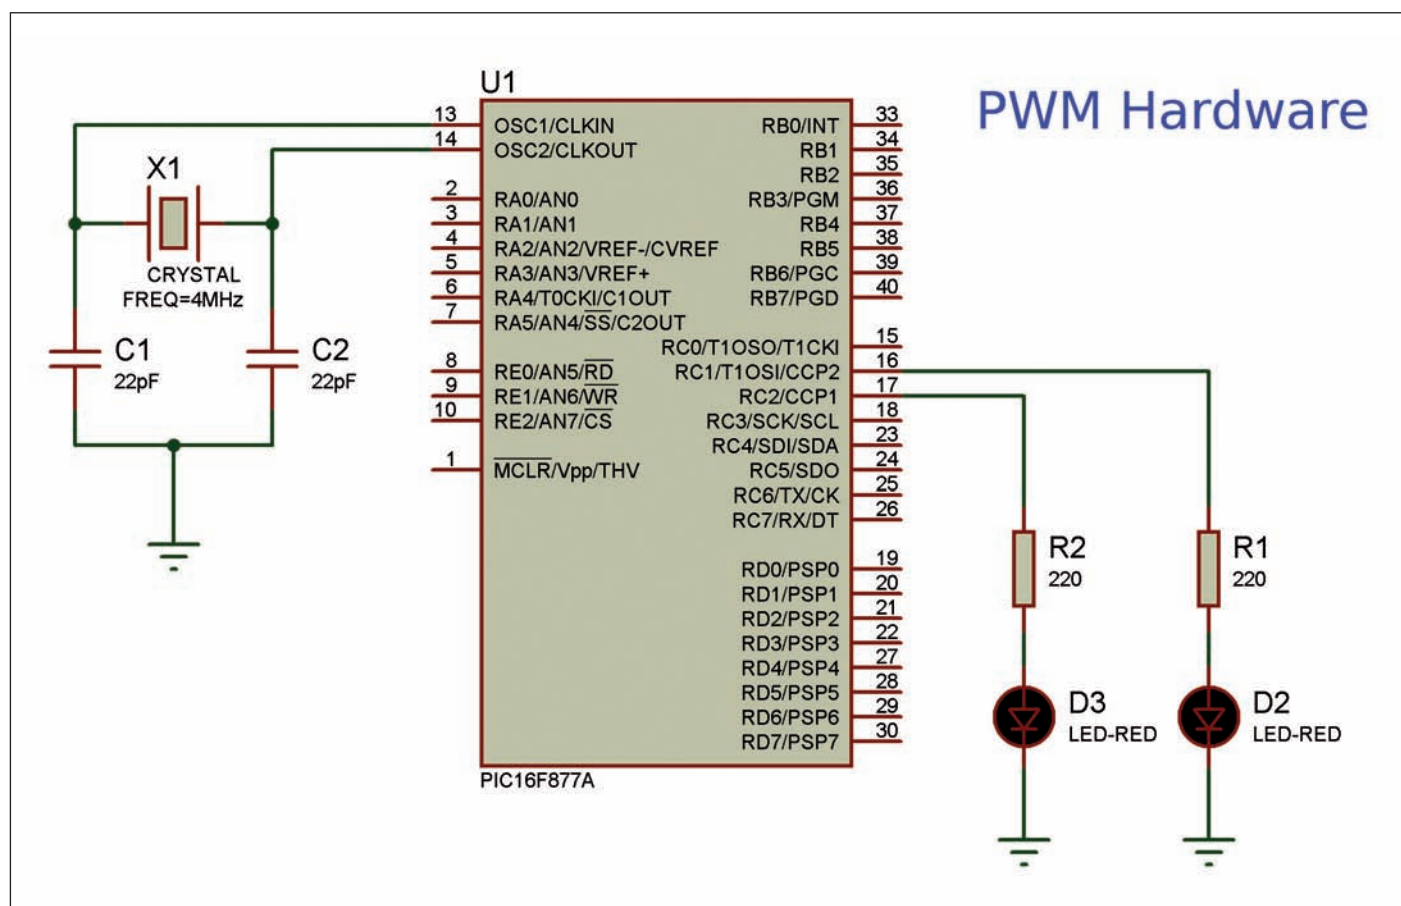 PWM Hardware
U1
13 OSC1/CLKIN
14 OSC2/CLKOUT
2 RA0/AN0
3 RA1/AN1
4 RA2/AN2/VREF-/CVREF
5 RA3/AN3/VREF+
6 RA4/T0CKI/C1OUT
7 RA5/AN4/SS/C2OUT
8 RE0/AN5/RD
9 RE1/AN6/WR
10 RE2/AN7/CS
1 MCLR/Vpp/THV
RB0/INT 33
RB1 34
RB2 35
RB3/PGM 36
RB4 37
RB5 38
RB6/PGC 39
RB7/PGD 40
RC0/T1OSO/T1CKI 15
RC1/T1OSI/CCP2 16
RC2/CCP1 17
RC3/SCK/SCL 18
RC4/SDI/SDA 23
RC5/SDO 24
RC6/TX/CK 25
RC7/RX/DT 26
RD0/PSP0 19
RD1/PSP1 20
RD2/PSP2 21
RD3/PSP3 22
RD4/PSP4 27
RD5/PSP5 28
RD6/PSP6 29
RD7/PSP7 30
PIC16F877A
X1
CRYSTAL
FREQ=4MHz
C1
22pF
C2
22pF
R2
220
R1
220
D3
LED-RED
D2
LED-RED